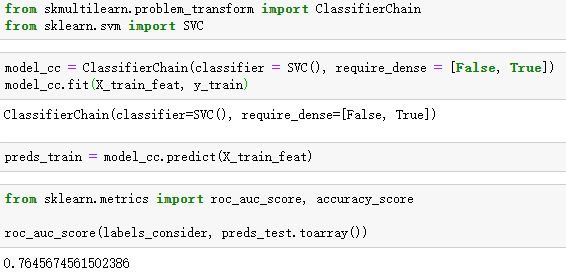 from skmultilearn.problem_transform import ClassifierChain
from sklearn.svm import SVC
model_cc = ClassifierChain(classifier = SVC(), require_dense = [False, True])
model_cc.fit(X_train_feat, y_train)
ClassifierChain(classifier=SVC(), require_dense=[False, True])
preds_train = model_cc.predict(X_train_feat)
from sklearn.metrics import roc_auc_score, accuracy_score
roc_auc_score(labels_consider, preds_test.toarray())
0.7645674561502386